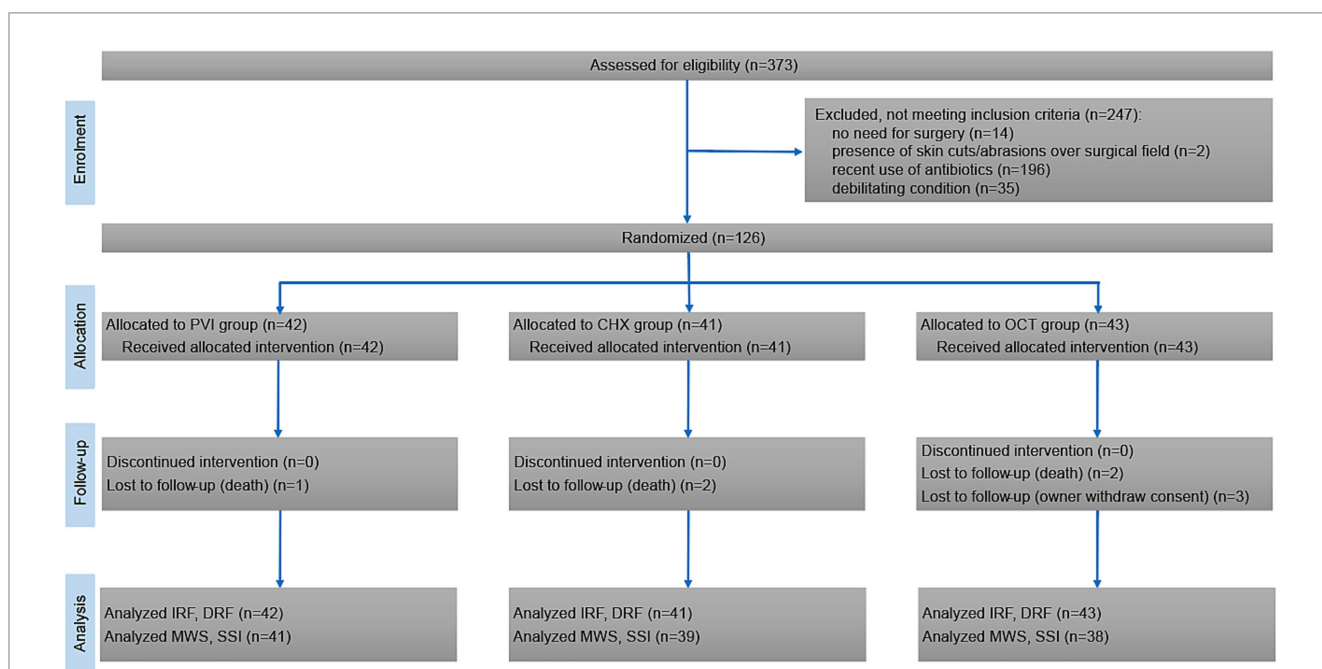 Assessed for eligibility (n=373)
Enrolment
Excluded, not meeting inclusion criteria (n=247):
no need for surgery (n=14)
presence of skin cuts/abrasions over surgical field (n=2)
recent use of antibiotics (n=196)
debilitating condition (n=35)
Randomized (n=126)
Allocation
Allocated to PVI group (n=42)
Received allocated intervention (n=42)
Allocated to CHX group (n=41)
Received allocated intervention (n=41)
Allocated to OCT group (n=43)
Received allocated intervention (n=43)
Follow-up
Discontinued intervention (n=0)
Lost to follow-up (death) (n=1)
Discontinued intervention (n=0)
Lost to follow-up (death) (n=2)
Discontinued intervention (n=0)
Lost to follow-up (death) (n=2)
Lost to follow-up (owner withdraw consent) (n=3)
Analysis
Analyzed IRF, DRF (n=42)
Analyzed MWS, SSI (n=41)
Analyzed IRF, DRF (n=41)
Analyzed MWS, SSI (n=39)
Analyzed IRF, DRF (n=43)
Analyzed MWS, SSI (n=38)